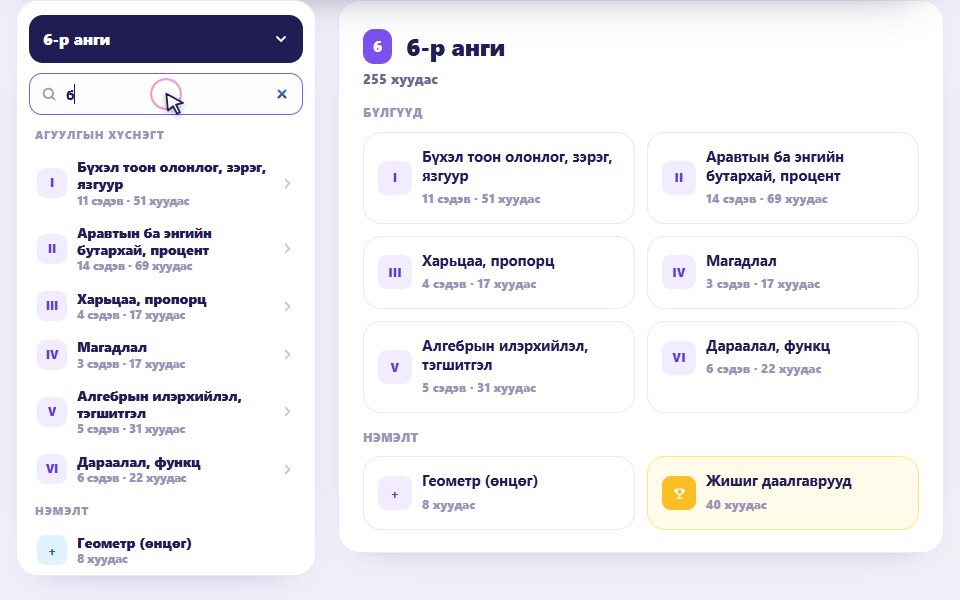 6-р анги
б
АГУУЛГЫН ХҮСНЭГТ
I
Бүхэл тоон олонлог, зэрэг,
язгуур
11 сэдэв · 51 хуудас
II
Аравтын ба энгийн
бутархай, процент
14 сэдэв · 69 хуудас
III
Харьцаа, пропорц
4 сэдэв · 17 хуудас
IV
Магадлал
3 сэдэв · 17 хуудас
V
Алгебрын илэрхийлэл,
тэгшитгэл
5 сэдэв · 31 хуудас
VI
Дараалал, функц
6 сэдэв · 22 хуудас
НЭМЭЛТ
+
Геометр (өнцөг)
8 хуудас
6
6-р анги
255 хуудас
БҮЛГҮҮД
I
Бүхэл тоон олонлог, зэрэг,
язгуур
11 сэдэв · 51 хуудас
II
Аравтын ба энгийн
бутархай, процент
14 сэдэв · 69 хуудас
III
Харьцаа, пропорц
4 сэдэв · 17 хуудас
IV
Магадлал
3 сэдэв · 17 хуудас
V
Алгебрын илэрхийлэл,
тэгшитгэл
5 сэдэв · 31 хуудас
VI
Дараалал, функц
6 сэдэв · 22 хуудас
НЭМЭЛТ
+
Геометр (өнцөг)
8 хуудас
Жишиг даалгаврууд
40 хуудас